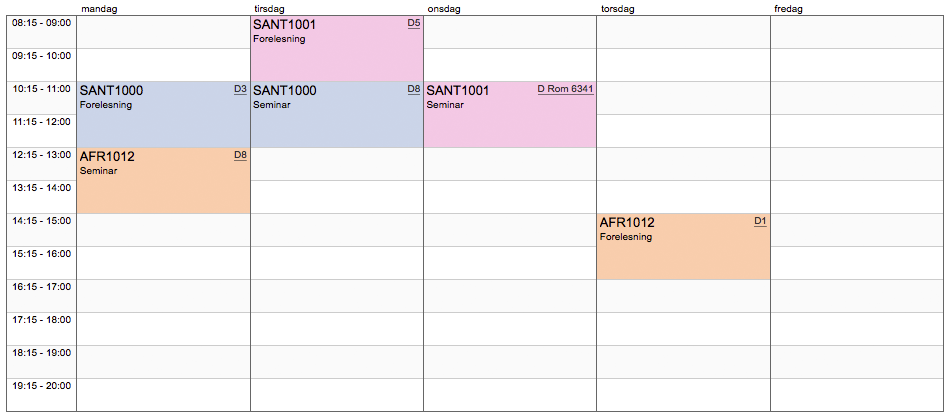 mandag tirsdag onsdag torsdag fredag
08:15 - 09:00 SANT1001 D5
Forelesning
09:15 - 10:00
10:15 - 11:00 SANT1000 D3 SANT1000 D8 SANT1001 D Rom 6341
Forelesning Seminar Seminar
11:15 - 12:00
12:15 - 13:00 AFR1012 D8
Seminar
13:15 - 14:00
14:15 - 15:00 AFR1012 D1
Forelesning
15:15 - 16:00
16:15 - 17:00
17:15 - 18:00
18:15 - 19:00
19:15 - 20:00